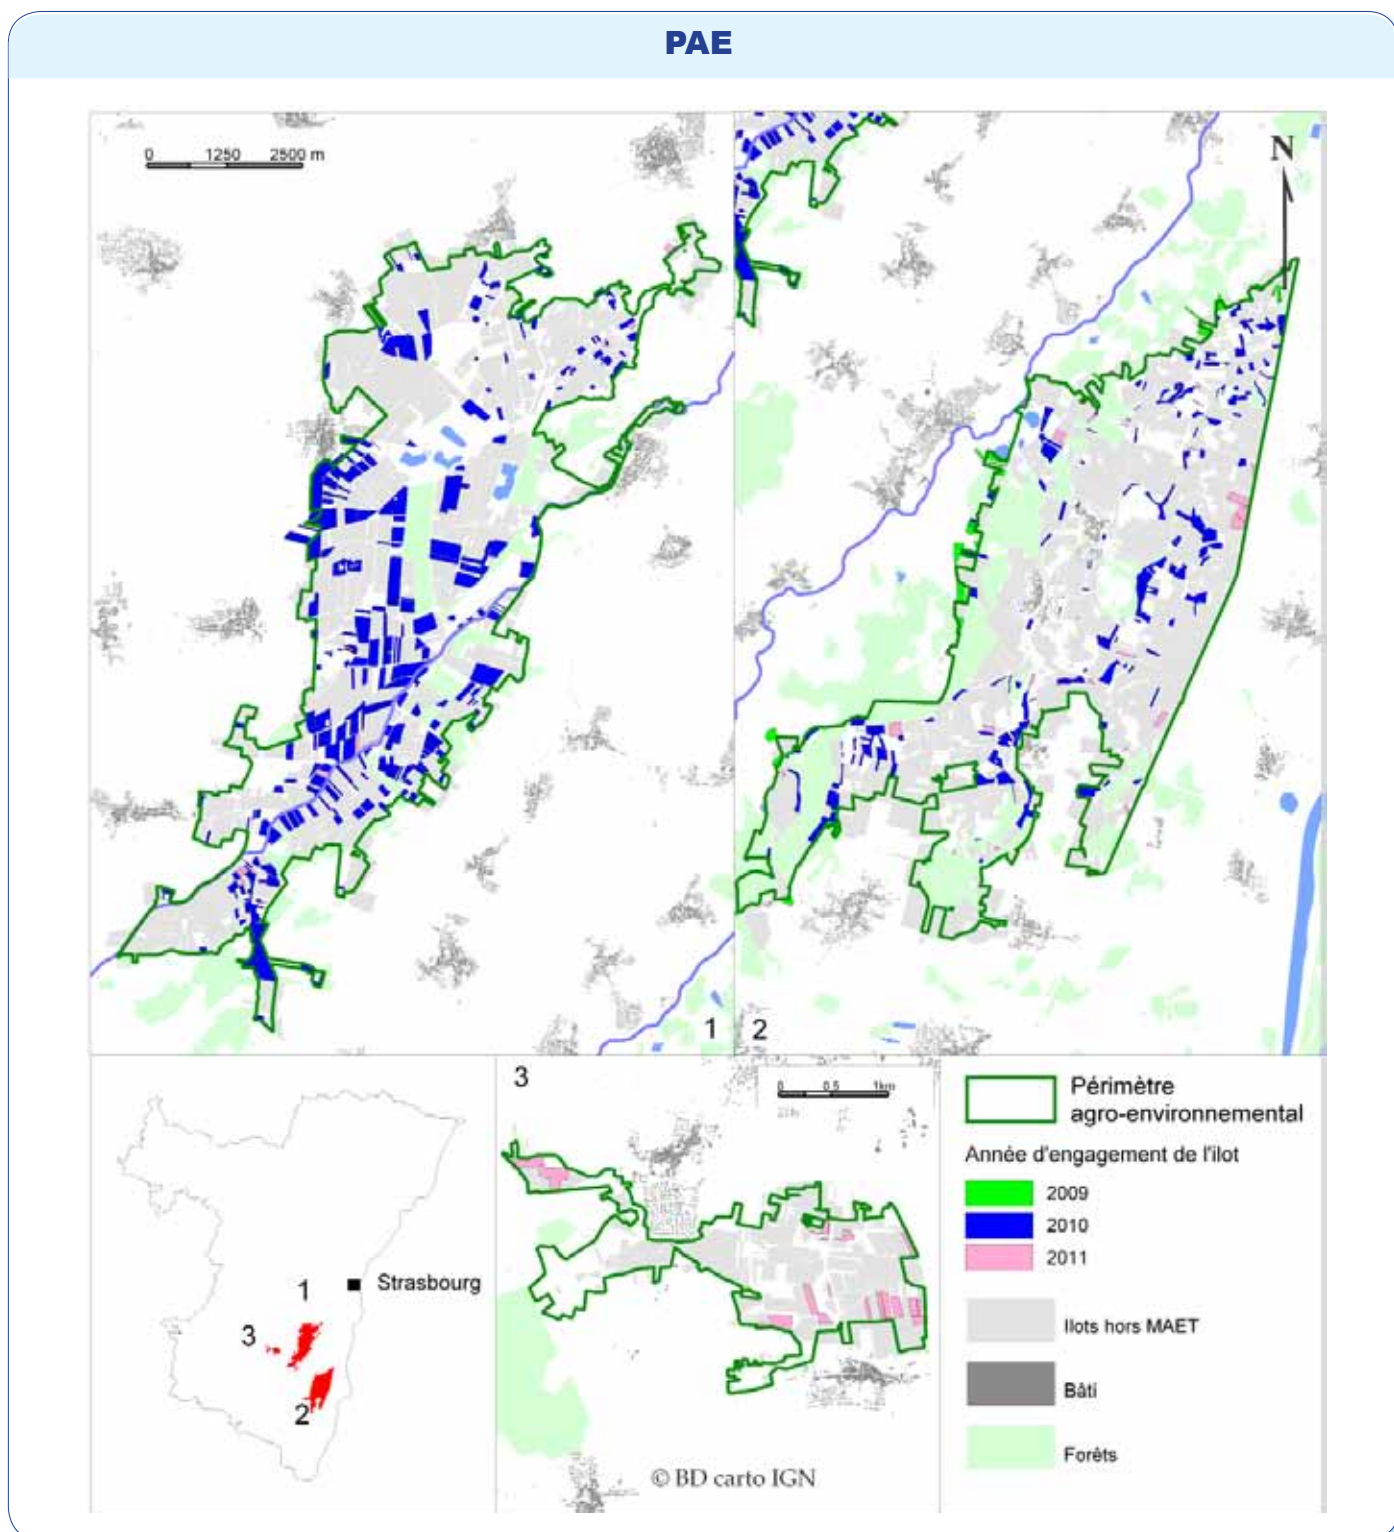 PAE
0 1250 2500 m
N
1
2
1
Strasbourg
3
2
3
0 0.5 1km
© BD carto IGN
Périmètre
agro-environnemental
Année d'engagement de l'ilot
2009
2010
2011
Ilots hors MAET
Bâti
Forêts